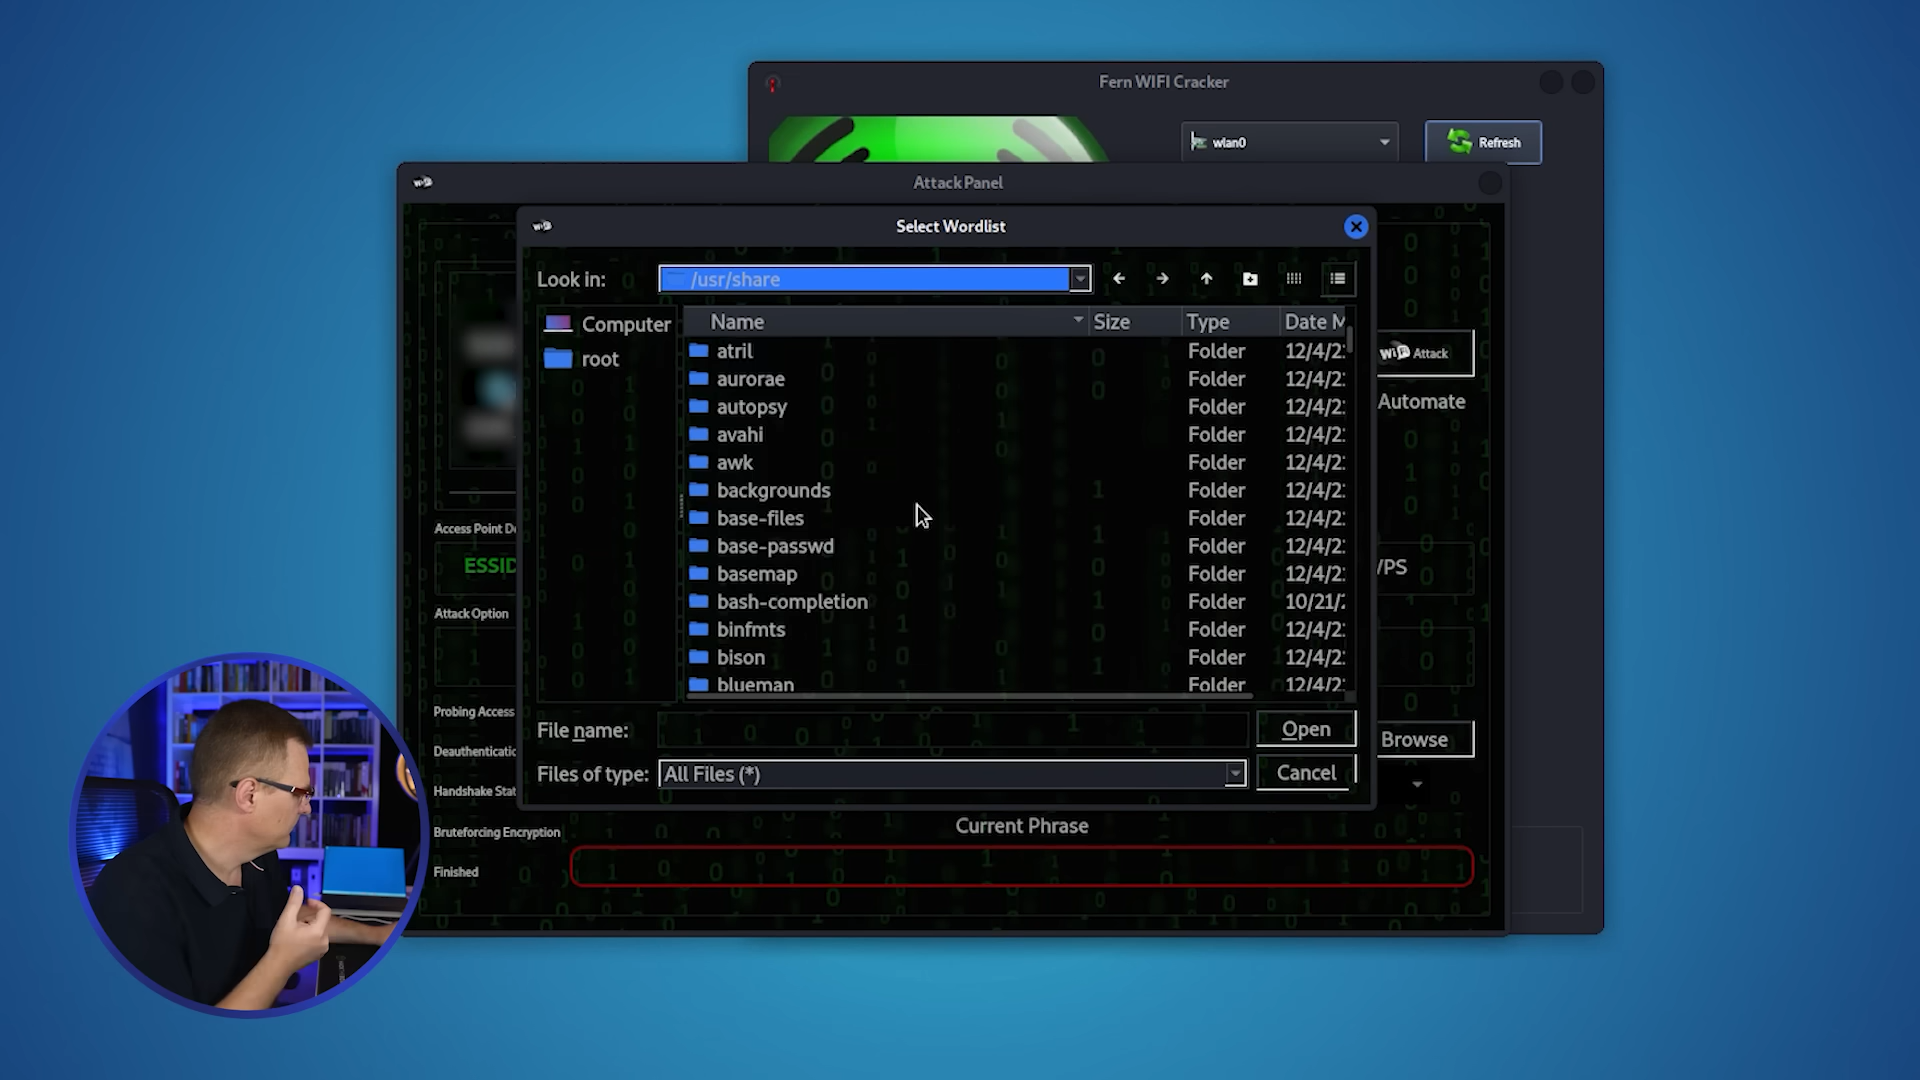 Fern WIFI Cracker
wlan0
Refresh
Attack Panel
Select Wordlist
Look in:
/usr/share
Computer
root
Name Size Type Date M
atril Folder 12/4/2
aurorae Folder 12/4/2
autopsy Folder 12/4/2
avahi Folder 12/4/2
awk Folder 12/4/2
backgrounds Folder 12/4/2
base-files Folder 12/4/2
base-passwd Folder 12/4/2
basemap Folder 12/4/2
bash-completion Folder 10/21/
binfmts Folder 12/4/2
bison Folder 12/4/2
blueman Folder 12/4/2
File name:
Open
Files of type: All Files (*)
Cancel
WiFi Attack
Automate
Access Point De
ESSID
VPS
Attack Option
Probing Access
Deauthenticatio
Handshake Stat
Browse
Bruteforcing Encryption
Finished
Current Phrase